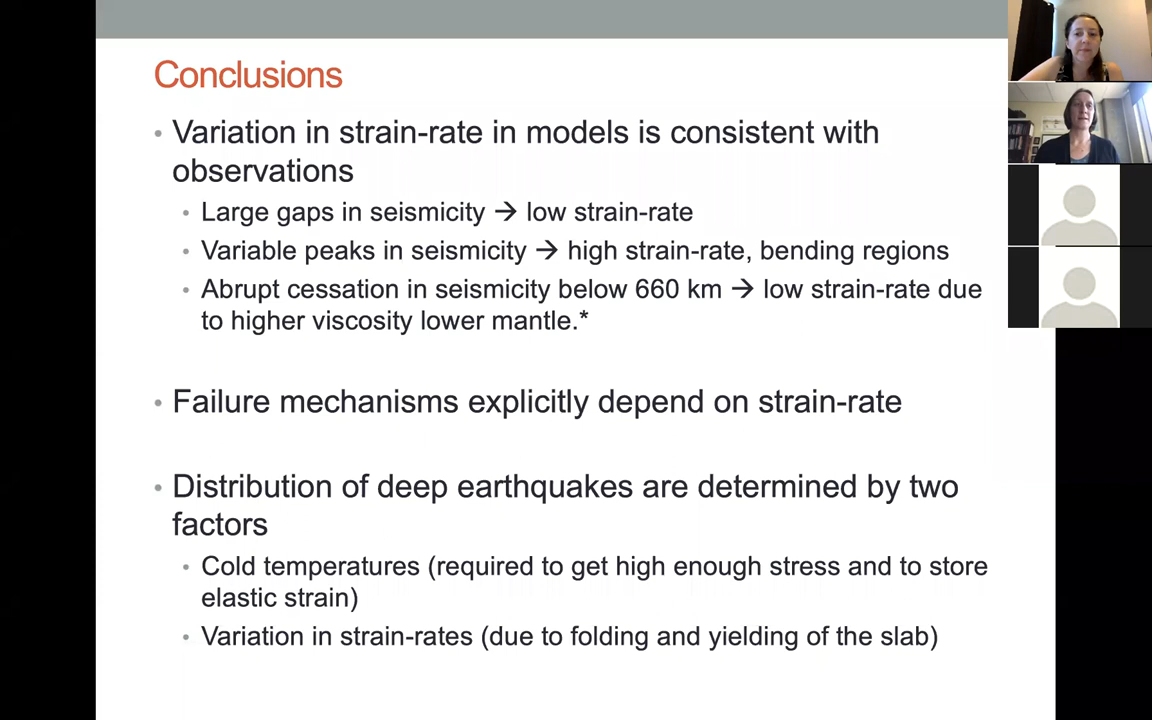 Conclusions
• Variation in strain-rate in models is consistent with
observations
• Large gaps in seismicity → low strain-rate
• Variable peaks in seismicity → high strain-rate, bending regions
• Abrupt cessation in seismicity below 660 km → low strain-rate due
to higher viscosity lower mantle.*
• Failure mechanisms explicitly depend on strain-rate
• Distribution of deep earthquakes are determined by two
factors
• Cold temperatures (required to get high enough stress and to store
elastic strain)
• Variation in strain-rates (due to folding and yielding of the slab)